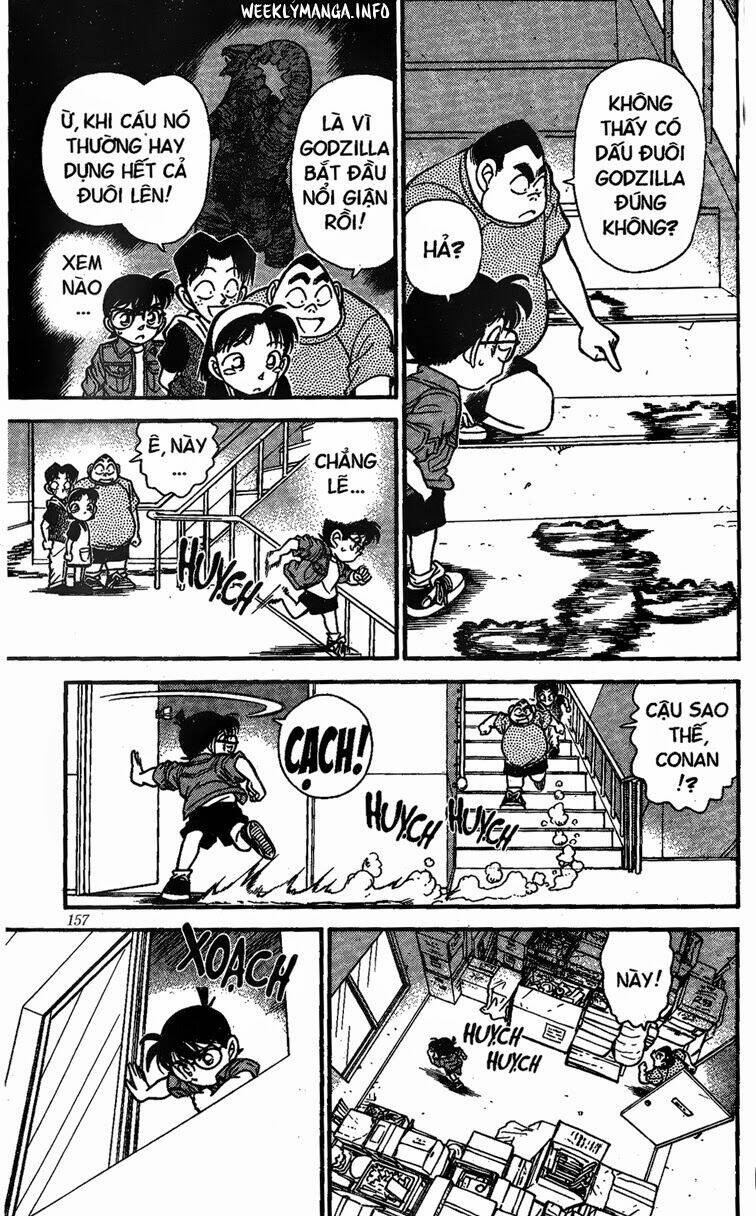 WEEKLYMANGA.INFO
KHÔNG
THẤY CÓ
DẤU ĐUÔI
GODZILLA
ĐÚNG
KHÔNG?
HẢ?
LÀ VÌ
GODZILLA
BẮT ĐẦU
NỔI GIẬN
RỒI!
Ừ, KHI CÁU NÓ
THƯỜNG HAY
DỰNG HẾT CẢ
ĐUÔI LÊN!
XEM
NÀO
...
CHẲNG
LẼ...
Ê, NÀY
...
HUỴCH
CẬU SAO
THẾ,
CONAN
!?
CẠCH!
HUỴCH
HUỴCH
157
NÀY!
HUỴCH
HUỴCH
XOẠCH